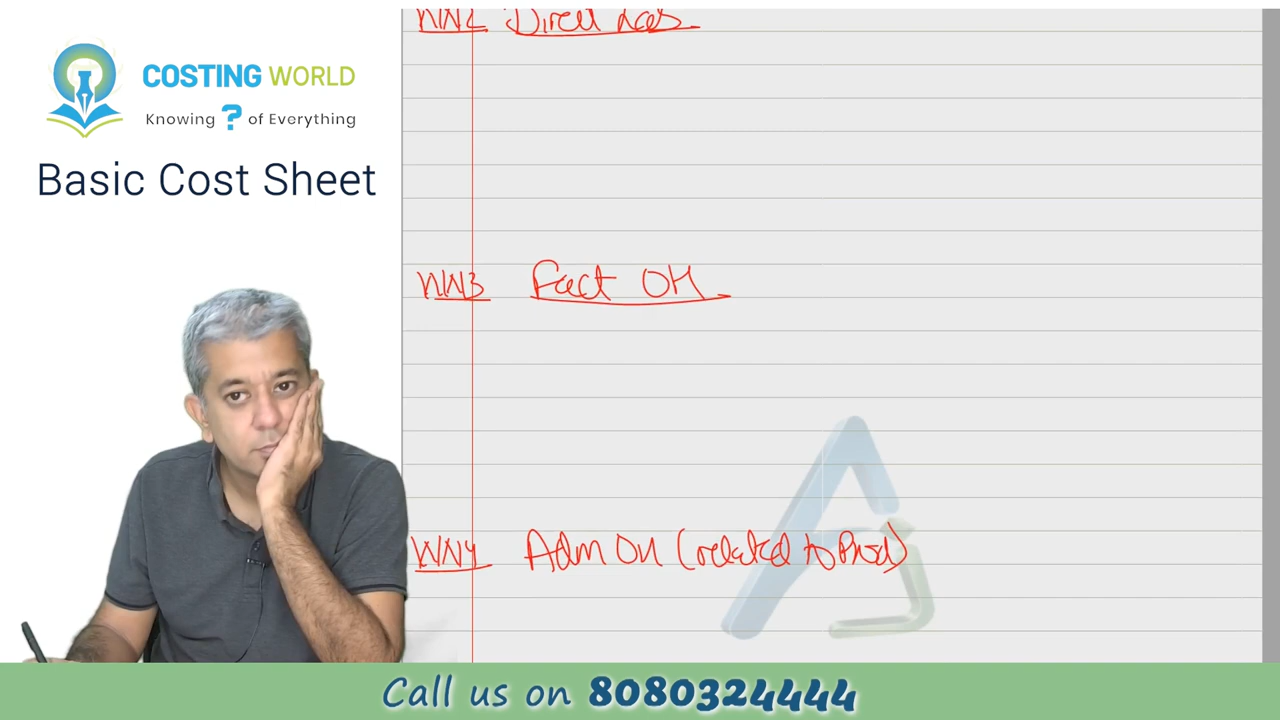 COSTING WORLD
Knowing ? of Everything
Basic Cost Sheet
WN2 Direct Lab
WN3 Fact OH
WN4 Adm OH (related to Prod)
Call us on 8080324444